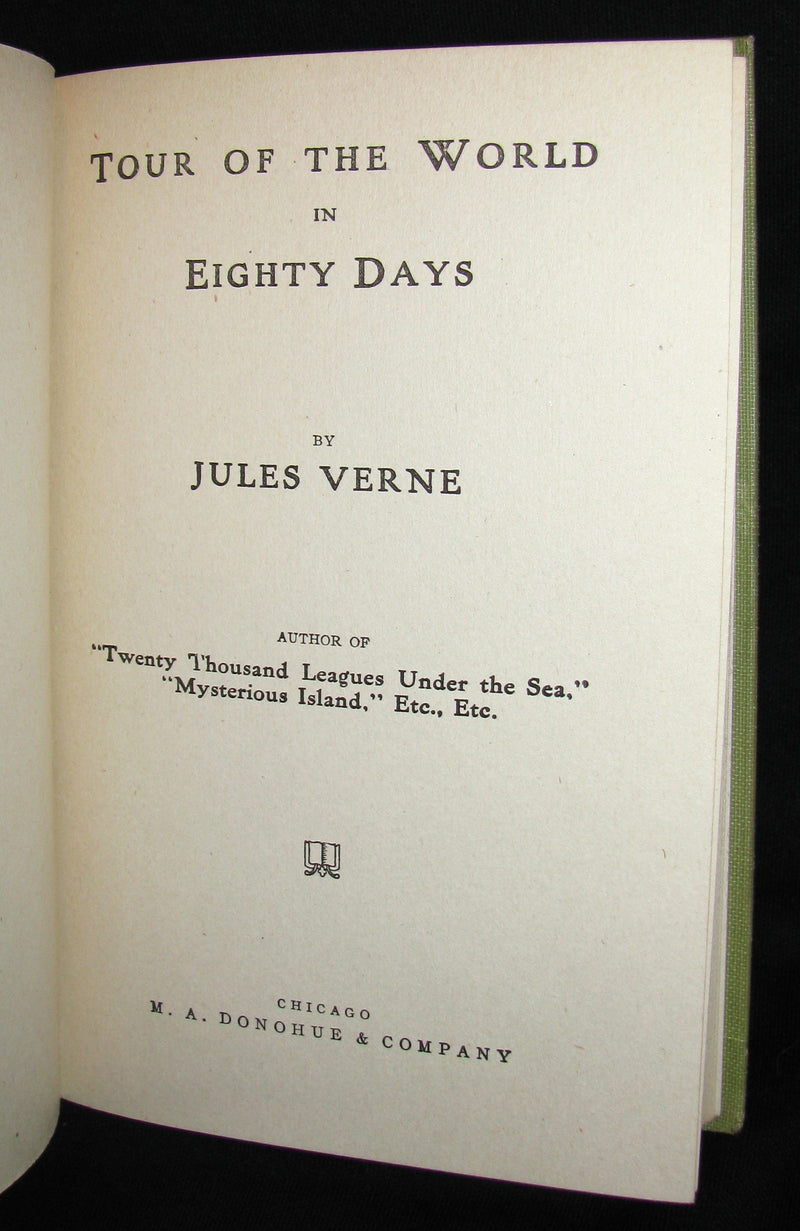 TOUR OF THE WORLD
IN
EIGHTY DAYS
BY
JULES VERNE
AUTHOR OF
“Twenty Thousand Leagues Under the Sea,”
“Mysterious Island,” Etc., Etc.
CHICAGO
M. A. DONOHUE & COMPANY